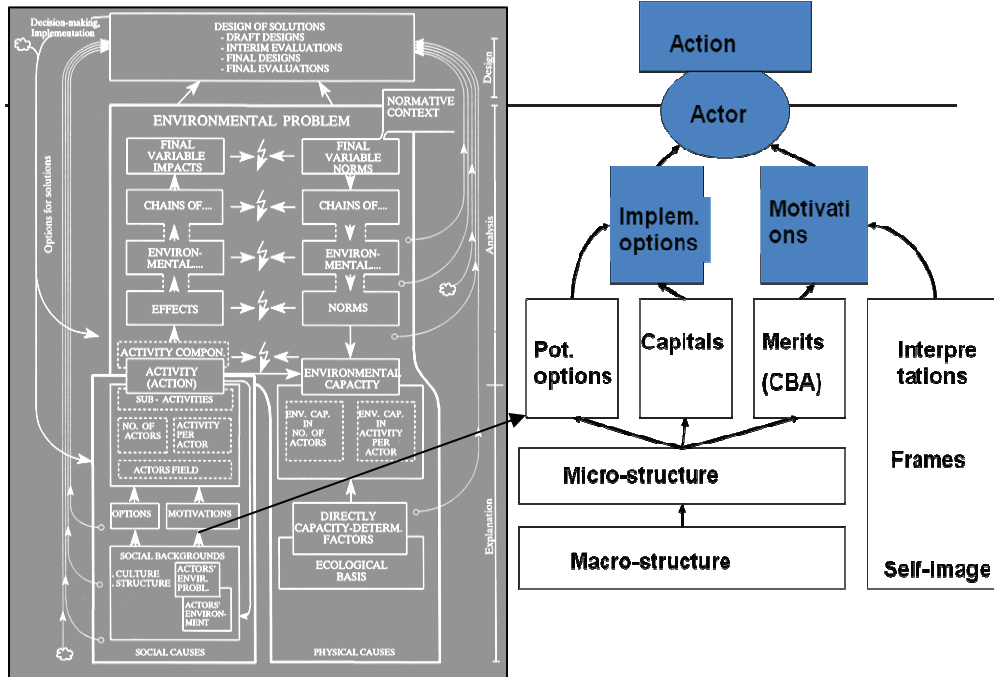 Decision-making,
Implementation
DESIGN OF SOLUTIONS
- DRAFT DESIGNS
- INTERIM EVALUATIONS
- FINAL DESIGNS
- FINAL EVALUATIONS
Design
NORMATIVE
CONTEXT
ENVIRONMENTAL PROBLEM
FINAL
VARIABLE
IMPACTS
FINAL
VARIABLE
NORMS
CHAINS OF....
CHAINS OF....
Options for solutions
Analysis
ENVIRON-
MENTAL....
ENVIRON-
MENTAL....
EFFECTS
NORMS
ACTIVITY COMPON.
ACTIVITY
(ACTION)
ENVIRONMENTAL
CAPACITY
SUB - ACTIVITIES
NO. OF
ACTORS
ACTIVITY
PER
ACTOR
ENV. CAP.
IN
NO. OF
ACTORS
ENV. CAP.
IN
ACTIVITY
PER
ACTOR
ACTORS FIELD
OPTIONS
MOTIVATIONS
DIRECTLY
CAPACITY-DETERM.
FACTORS
Explanation
SOCIAL BACKGROUNDS
. CULTURE
. STRUCTURE
ACTORS'
ENVIR.
PROBL.
ACTORS'
ENVIRON-
MENT
ECOLOGICAL
BASIS
SOCIAL CAUSES
PHYSICAL CAUSES
Action
Actor
Implem.
options
Motivati
ons
Pot.
options
Capitals
Merits
(CBA)
Interpre
tations
Micro-structure
Frames
Macro-structure
Self-image